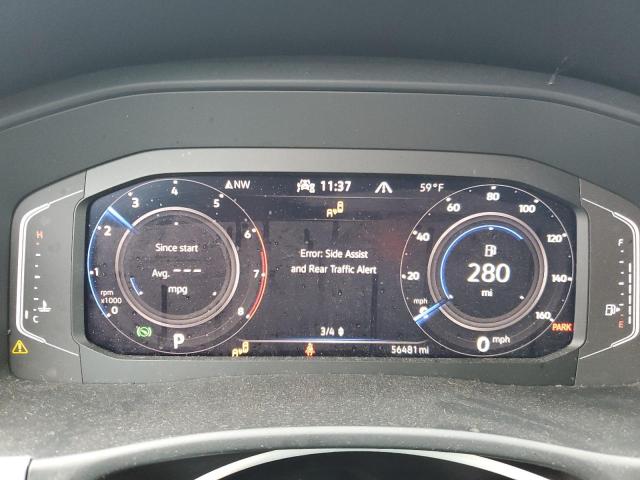 NW 11:37 59°F
Error: Side Assist
and Rear Traffic Alert
3/4
56481 mi
0 1 2 3 4 5 6 7 8
rpm
x1000
Since start
Avg. ---
mpg
P
H
C
20 40 60 80 100 120 140 160
mph
280
mi
0 mph
PARK
F
E